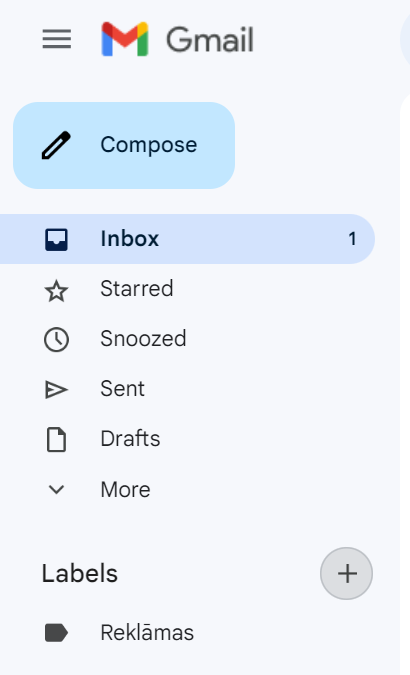 Gmail
Compose
Inbox 1
Starred
Snoozed
Sent
Drafts
More
Labels
Reklāmas